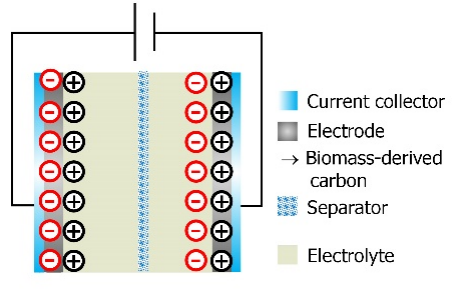 Current collector
Electrode
→ Biomass-derived
carbon
Separator
Electrolyte